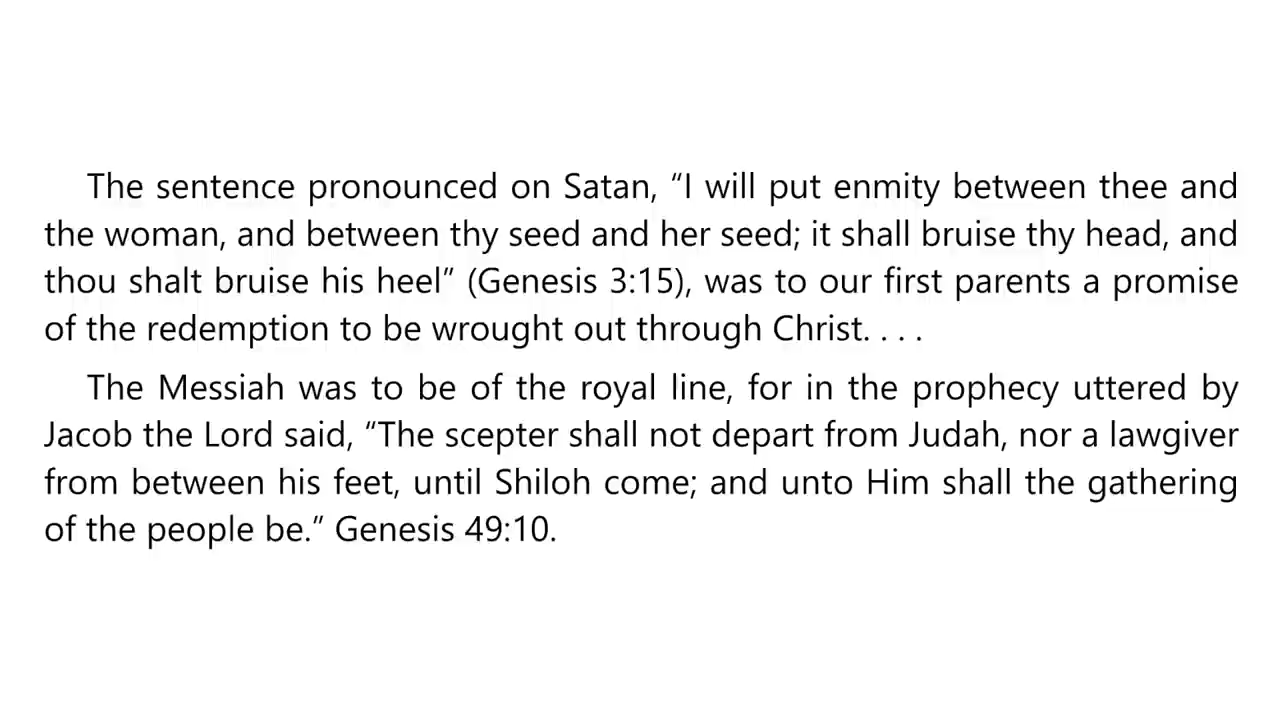 The sentence pronounced on Satan, “I will put enmity between thee and
the woman, and between thy seed and her seed; it shall bruise thy head, and
thou shalt bruise his heel” (Genesis 3:15), was to our first parents a promise
of the redemption to be wrought out through Christ. . . .
The Messiah was to be of the royal line, for in the prophecy uttered by
Jacob the Lord said, “The scepter shall not depart from Judah, nor a lawgiver
from between his feet, until Shiloh come; and unto Him shall the gathering
of the people be.” Genesis 49:10.